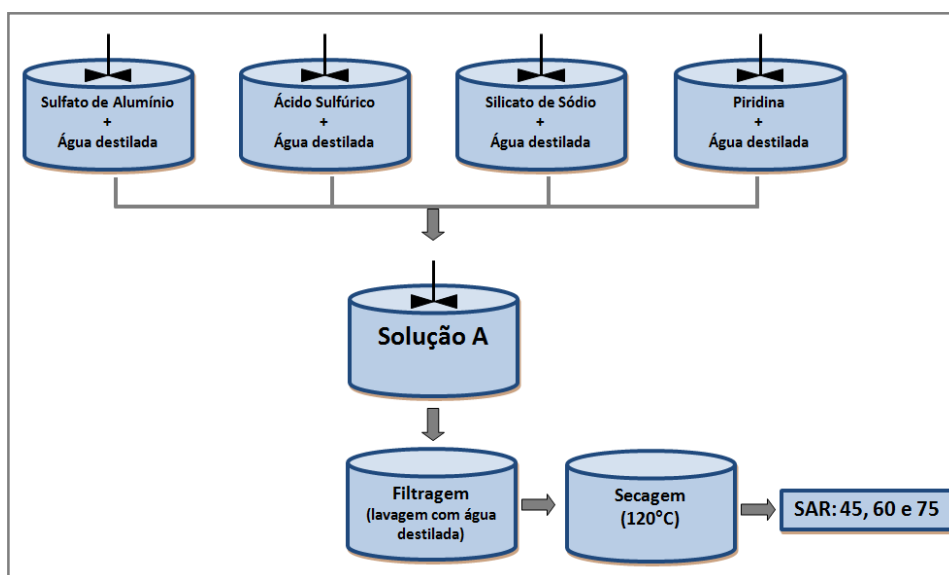 Sulfato de Alumínio
+
Água destilada
Ácido Sulfúrico
+
Água destilada
Silicato de Sódio
+
Água destilada
Piridina
+
Água destilada
Solução A
Filtragem
(lavagem com água
destilada)
Secagem
(120°C)
SAR: 45, 60 e 75